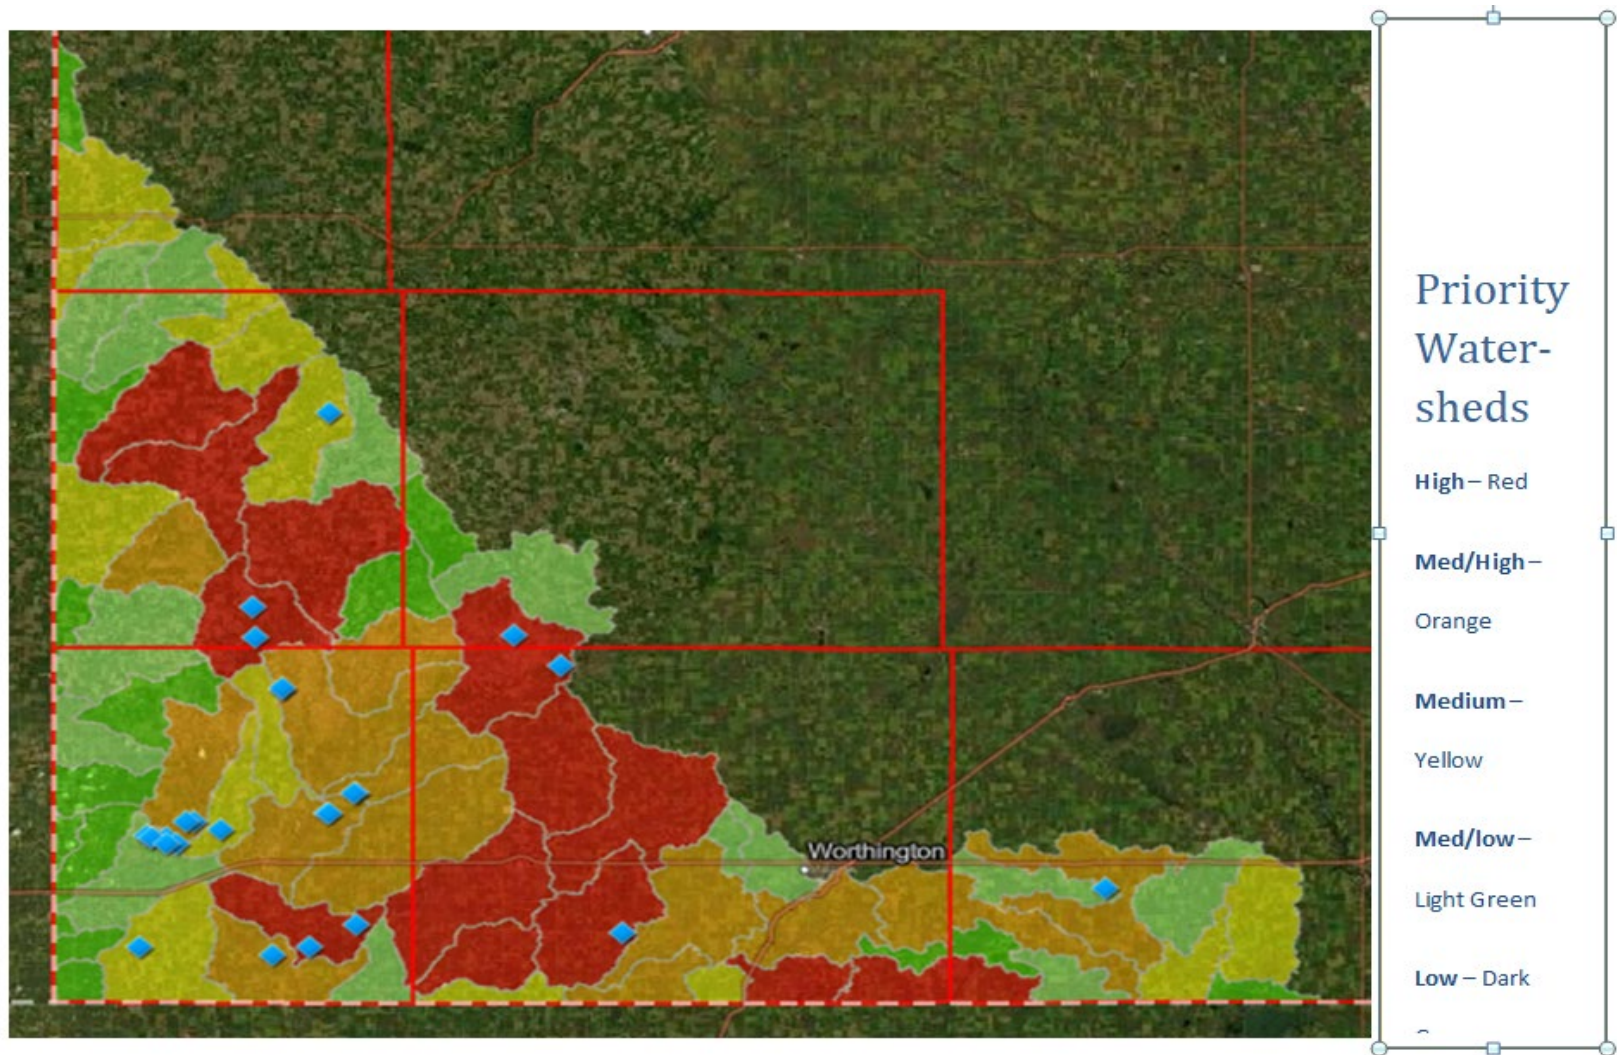 Worthington
Priority
Water-
sheds
High – Red
Med/High –
Orange
Medium –
Yellow
Med/low –
Light Green
Low – Dark